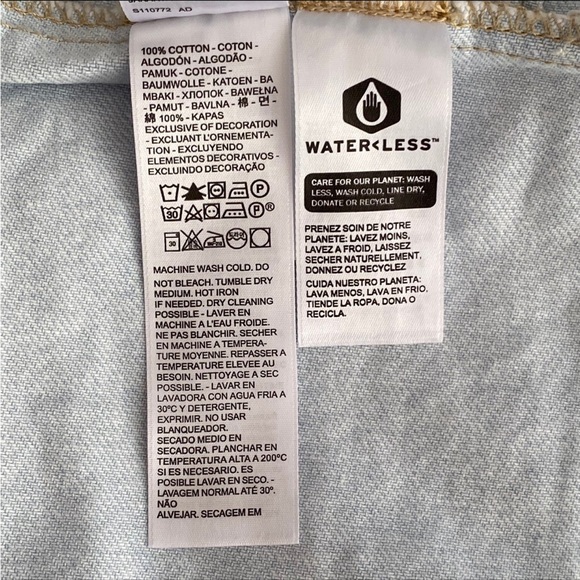 S110772 AD
100% COTTON - COTON -
ALGODÓN - ALGODÃO -
PAMUK - COTONE -
BAUMWOLLE - KATOEN - BA
MBAKI - ХЛОПОК - BAWEŁNA
- PAMUT - BAVLNA - 棉 - 면 -
綿 100% - KAPAS
EXCLUSIVE OF DECORATION
- EXCLUANT L'ORNEMENTA-
TION - EXCLUYENDO
ELEMENTOS DECORATIVOS -
EXCLUINDO DECORAÇÃO
P
30
MACHINE WASH COLD. DO
NOT BLEACH. TUMBLE DRY
MEDIUM. HOT IRON
IF NEEDED. DRY CLEANING
POSSIBLE - LAVER EN
MACHINE A L'EAU FROIDE.
NE PAS BLANCHIR. SECHER
EN MACHINE A TEMPERA-
TURE MOYENNE. REPASSER A
TEMPERATURE ELEVEE AU
BESOIN. NETTOYAGE A SEC
POSSIBLE. - LAVAR EN
LAVADORA CON AGUA FRIA A
30ºC Y DETERGENTE,
EXPRIMIR. NO USAR
BLANQUEADOR.
SECADO MEDIO EN
SECADORA. PLANCHAR EN
TEMPERATURA ALTA A 200ºC
SI ES NECESARIO. ES
POSIBLE LAVAR EN SECO. -
LAVAGEM NORMAL ATÉ 30º.
NÃO
ALVEJAR. SECAGEM EM
WATER<LESS™
CARE FOR OUR PLANET: WASH
LESS, WASH COLD, LINE DRY,
DONATE OR RECYCLE
PRENEZ SOIN DE NOTRE
PLANETE: LAVEZ MOINS,
LAVEZ A FROID, LAISSEZ
SECHER NATURELLEMENT,
DONNEZ OU RECYCLEZ
CUIDA NUESTRO PLANETA:
LAVA MENOS, LAVA EN FRIO,
TIENDE LA ROPA, DONA O
RECICLA.